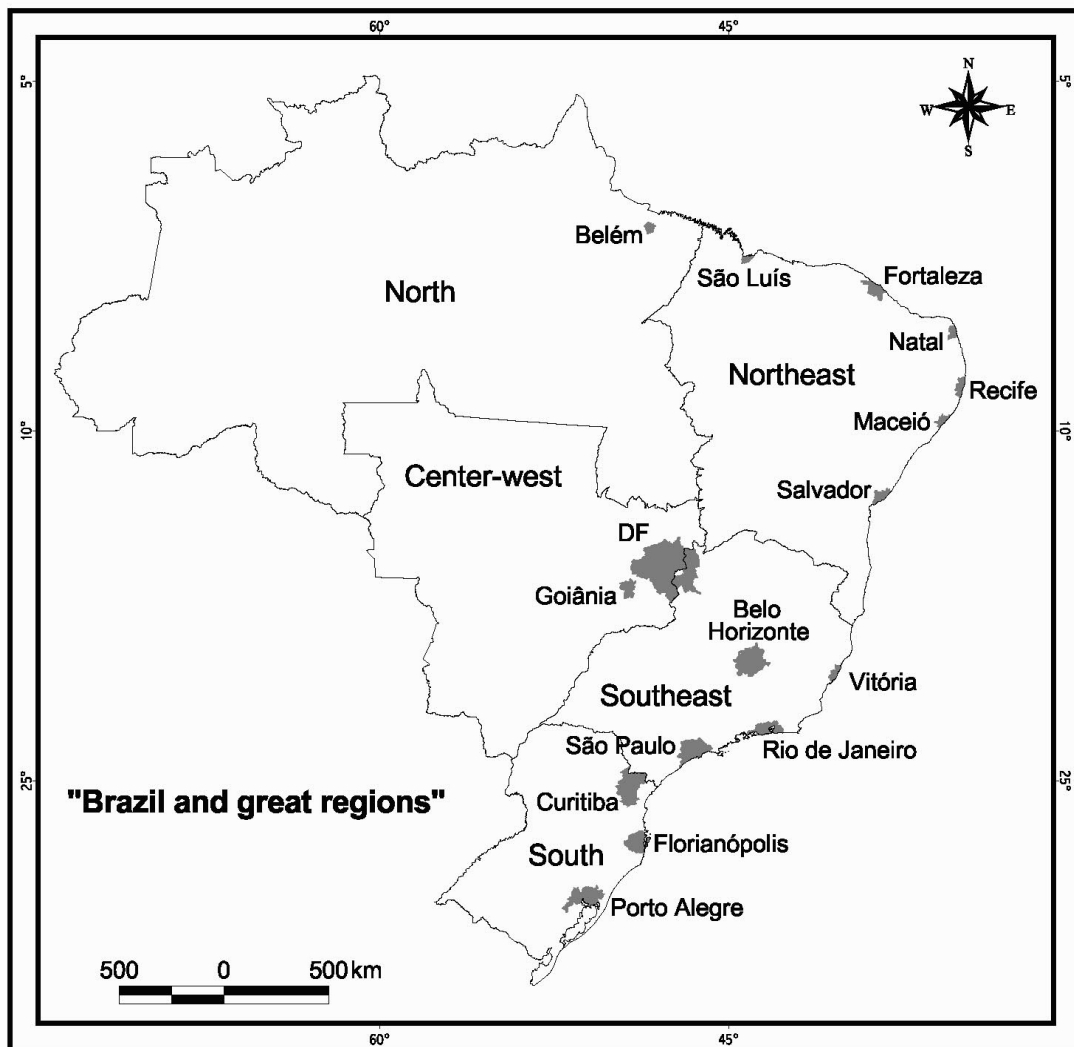 60° 45°
5° 5°
N
W E
S
Belém
São Luís
Fortaleza
North
Natal
Northeast
Recife
Maceió
10° 10°
Center-west
Salvador
DF
Goiânia
Belo
Horizonte
Vitória
Southeast
São Paulo
Rio de Janeiro
25° 25°
"Brazil and great regions"
Curitiba
Florianópolis
South
Porto Alegre
500 0 500 km
60° 45°